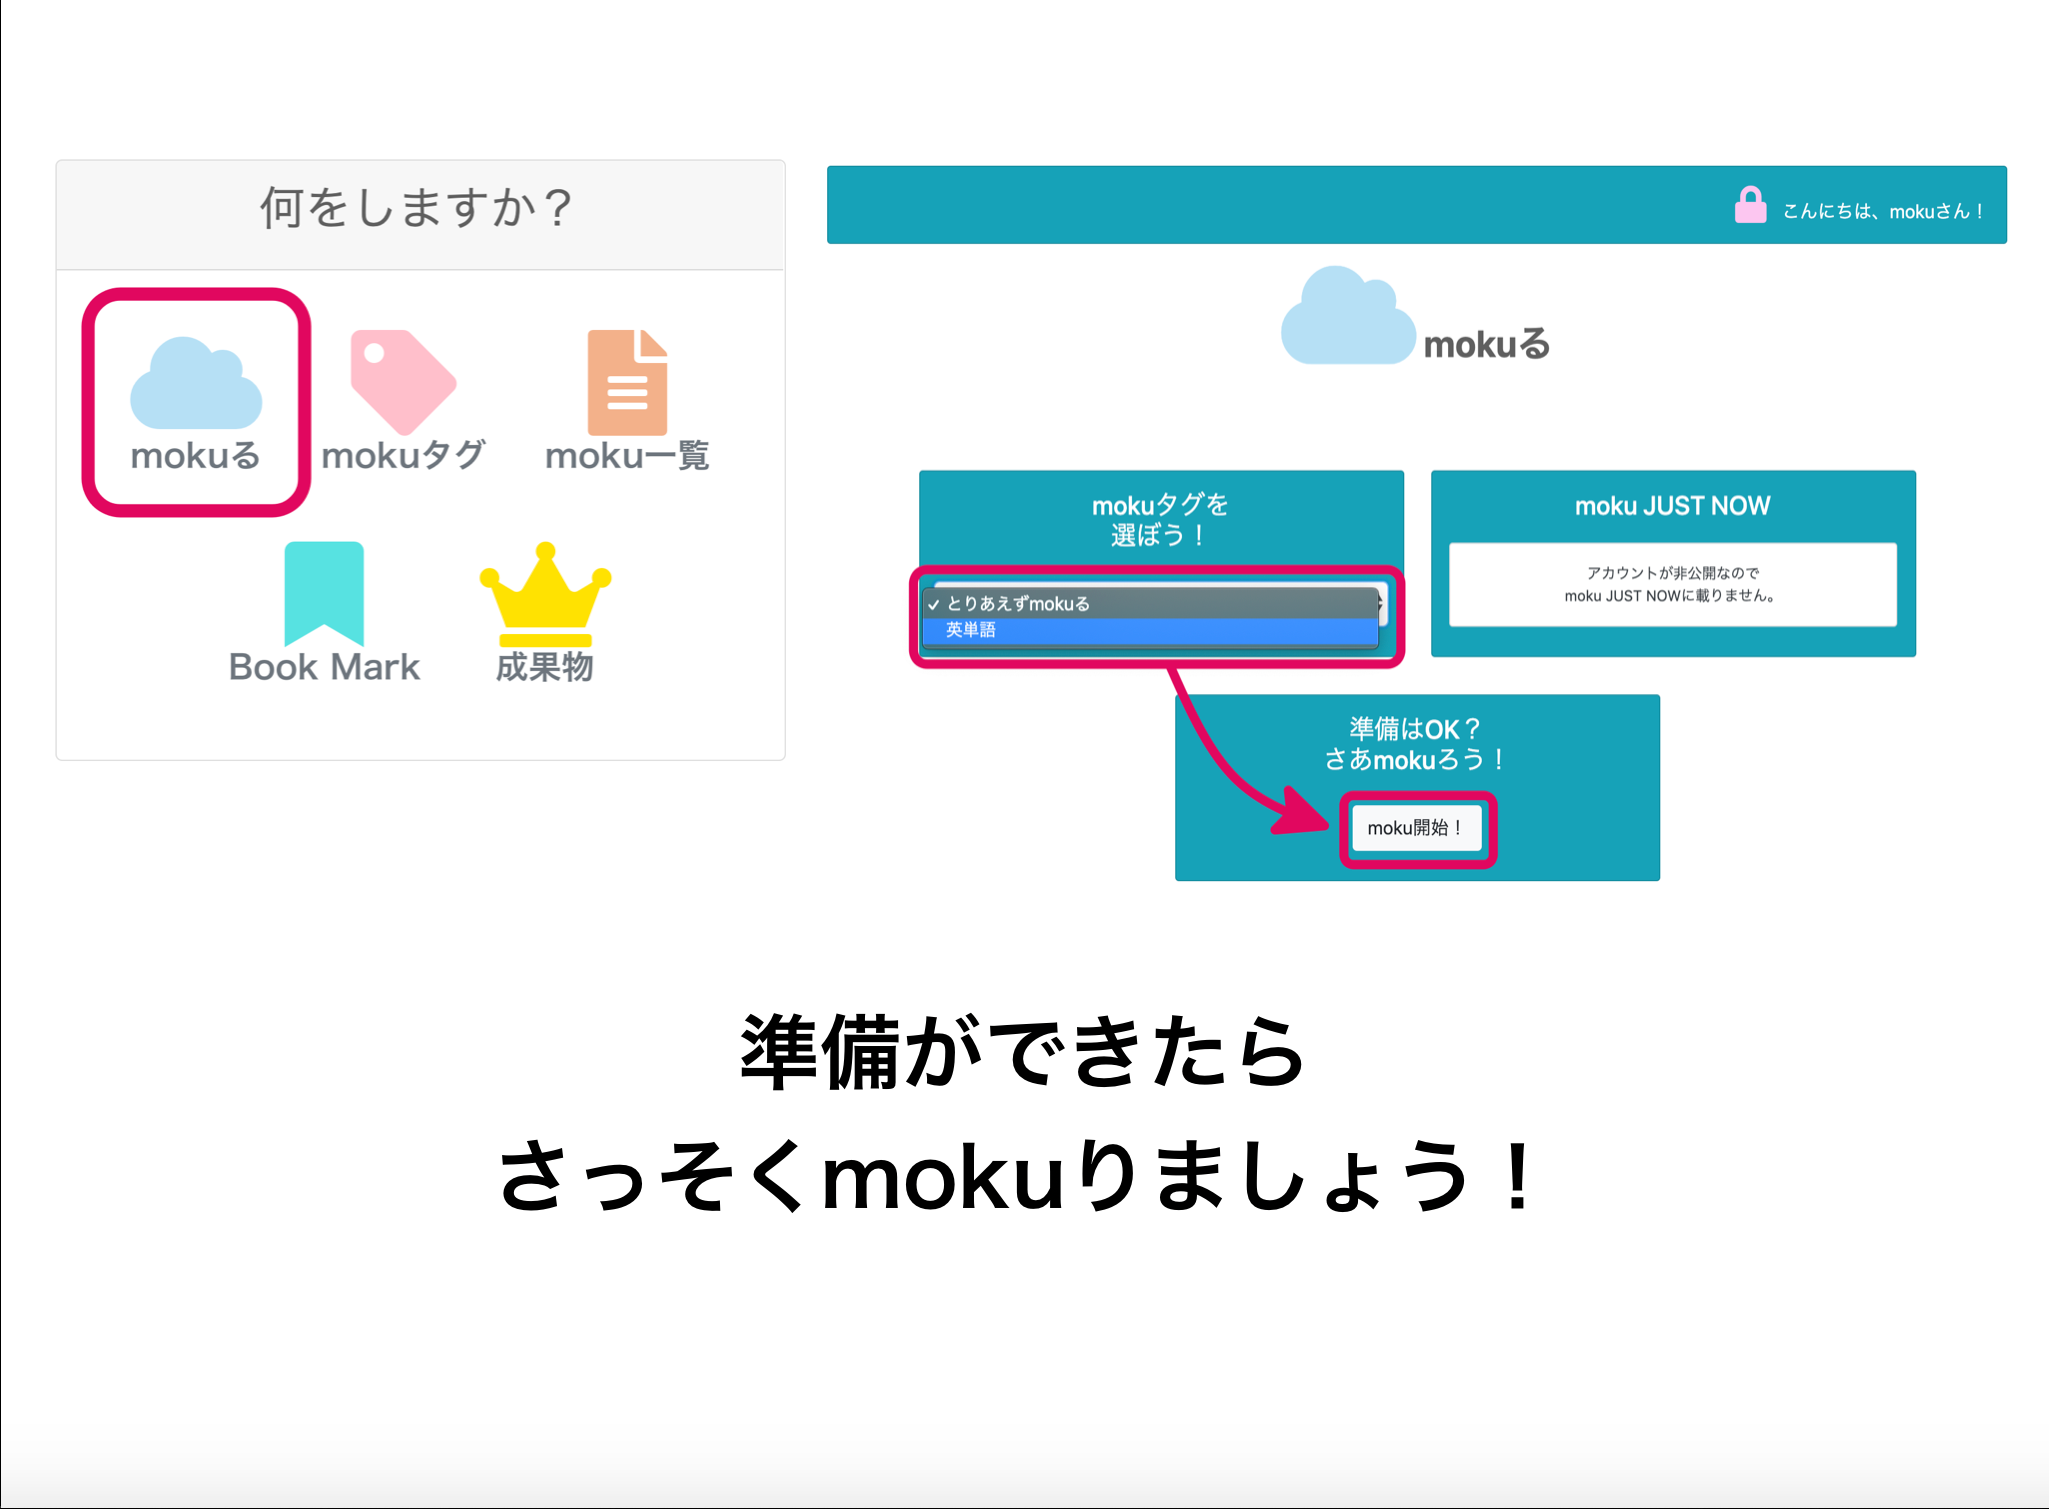 何をしますか？
mokuる
mokuタグ
moku一覧
Book Mark
成果物
こんにちは、mokuさん！
mokuる
mokuタグを
選ぼう！
✓ とりあえずmokuる
英単語
moku JUST NOW
アカウントが非公開なので
moku JUST NOWに載りません。
準備はOK？
さあmokuろう！
moku開始！
準備ができたら
さっそくmokuりましょう！